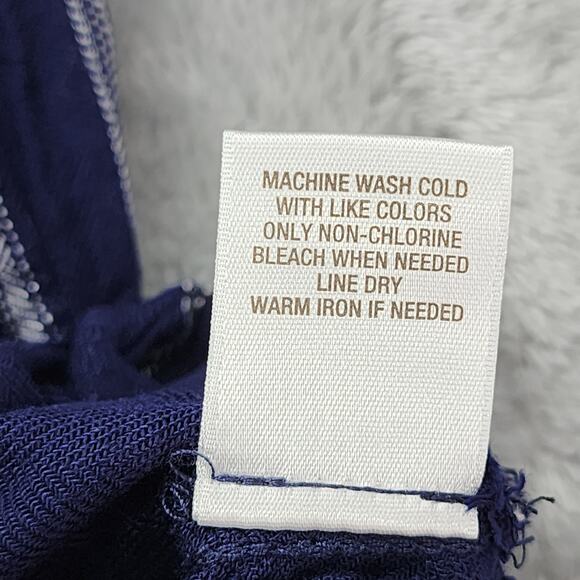 MACHINE WASH COLD
WITH LIKE COLORS
ONLY NON-CHLORINE
BLEACH WHEN NEEDED
LINE DRY
WARM IRON IF NEEDED